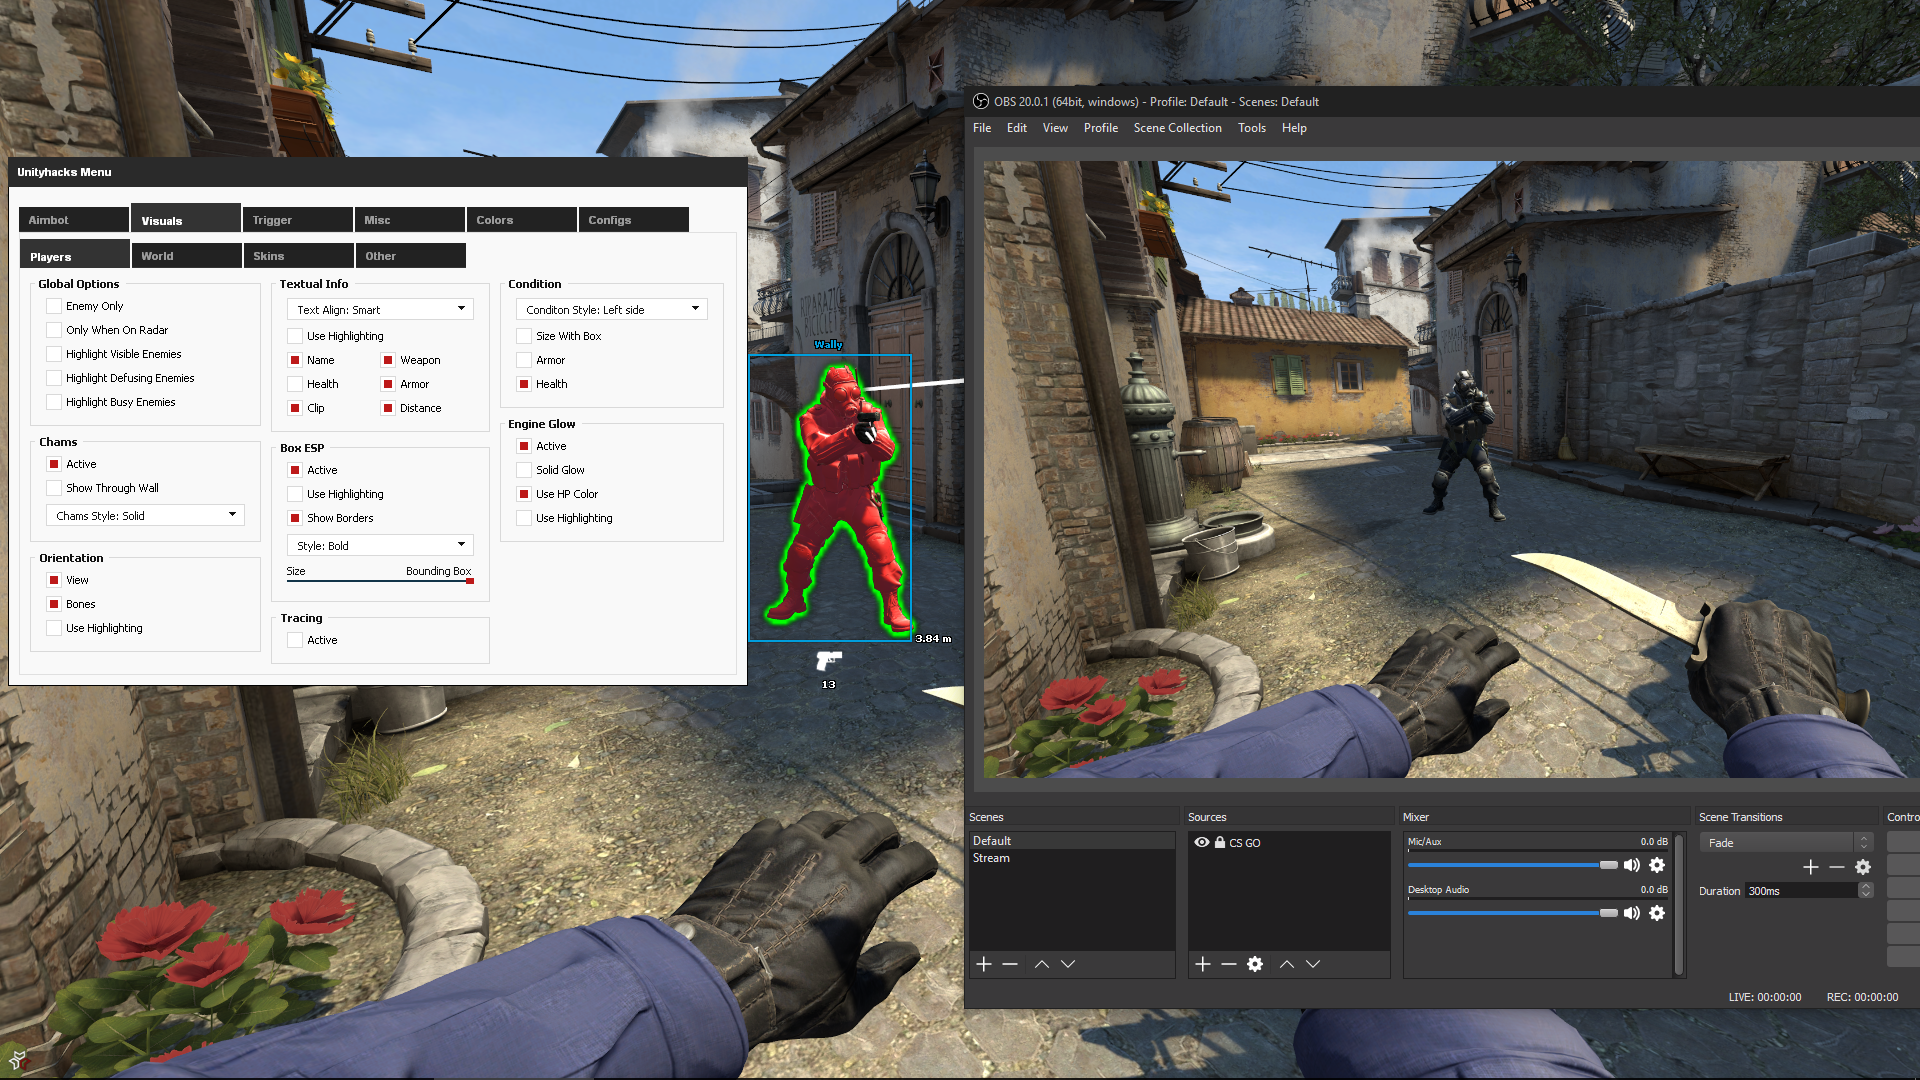 Unityhacks Menu
Aimbot
Visuals
Trigger
Misc
Colors
Configs
Players
World
Skins
Other
Global Options
Enemy Only
Only When On Radar
Highlight Visible Enemies
Highlight Defusing Enemies
Highlight Busy Enemies
Chams
Active
Show Through Wall
Chams Style: Solid
Orientation
View
Bones
Use Highlighting
Textual Info
Text Align: Smart
Use Highlighting
Name
Weapon
Health
Armor
Clip
Distance
Box ESP
Active
Use Highlighting
Show Borders
Style: Bold
Size
Bounding Box
Tracing
Active
Condition
Conditon Style: Left side
Size With Box
Armor
Health
Engine Glow
Active
Solid Glow
Use HP Color
Use Highlighting
Wally
3.84 m
13
OBS 20.0.1 (64bit, windows) - Profile: Default - Scenes: Default
File
Edit
View
Profile
Scene Collection
Tools
Help
Scenes
Default
Stream
Sources
CS GO
Mixer
Mic/Aux
0.0 dB
Desktop Audio
0.0 dB
Scene Transitions
Fade
Duration
300ms
Contro
LIVE: 00:00:00
REC: 00:00:00